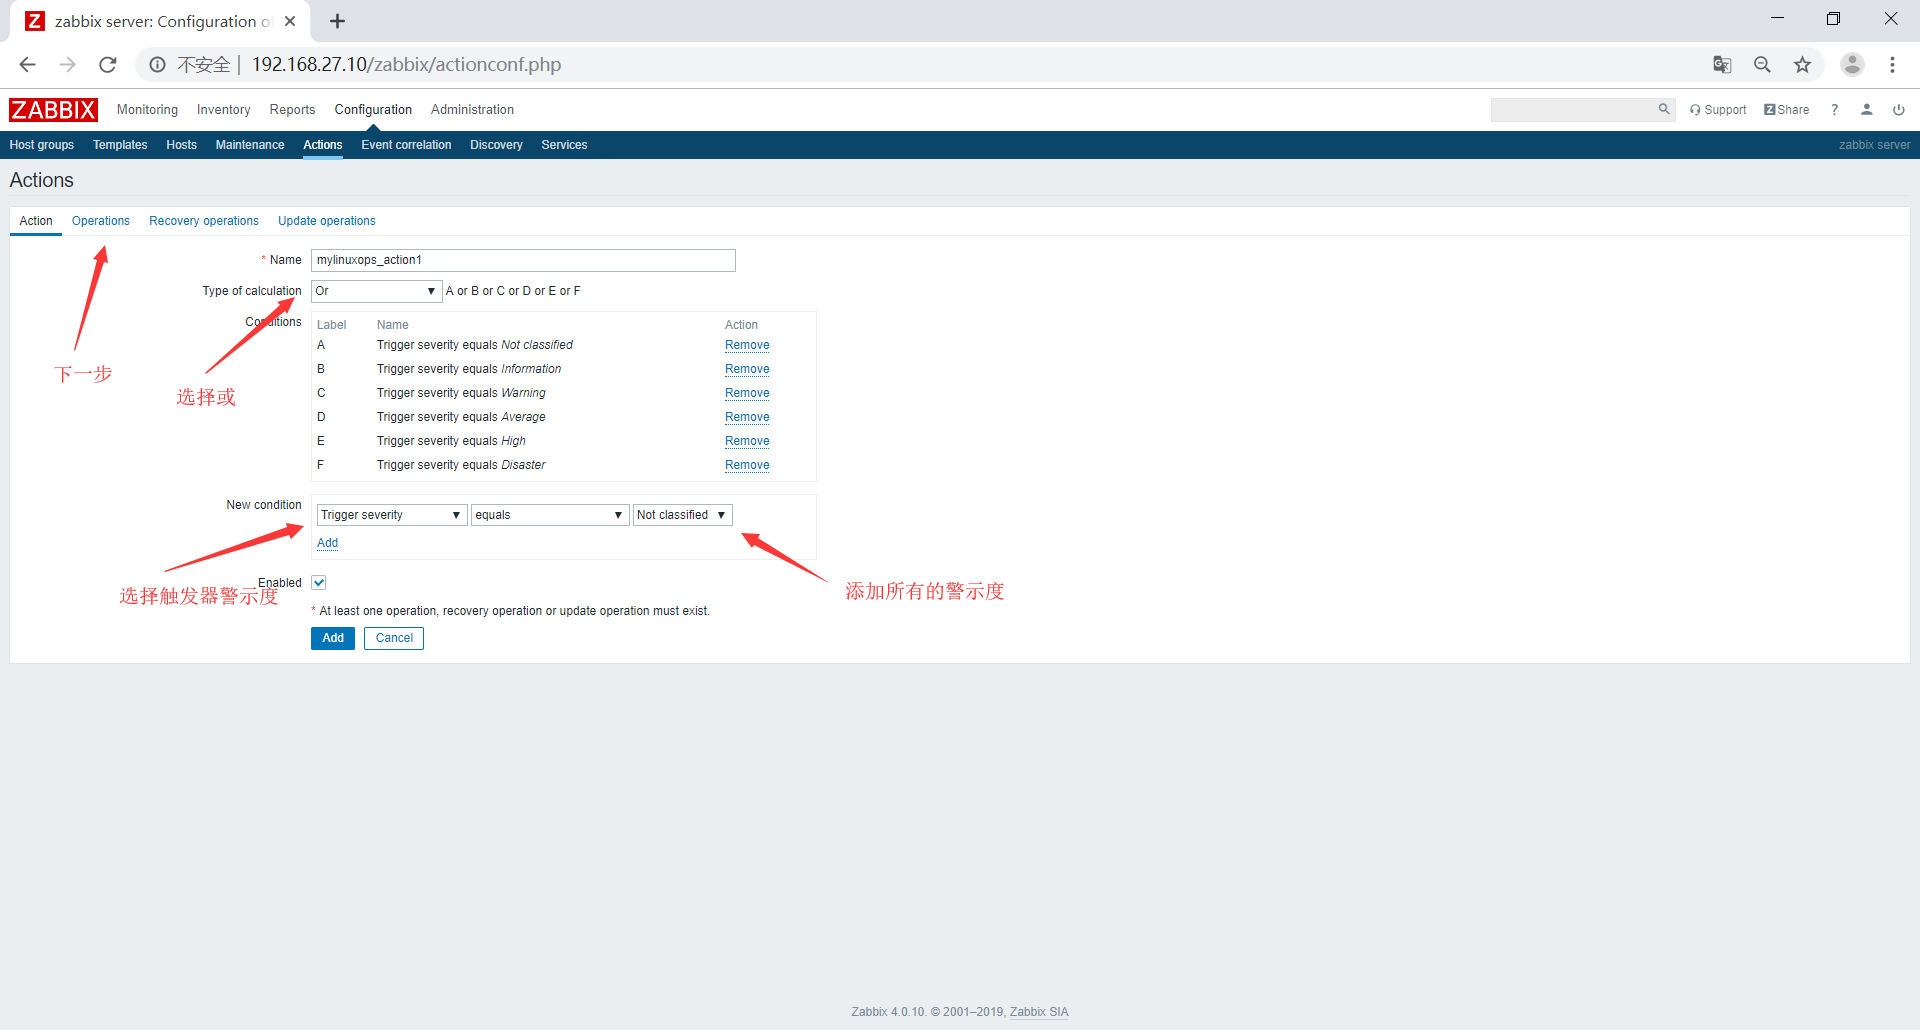 Z zabbix server: Configuration o
不安全 | 192.168.27.10/zabbix/actionconf.php
ZABBIX Monitoring Inventory Reports Configuration Administration Support Z Share ?
Host groups Templates Hosts Maintenance Actions Event correlation Discovery Services zabbix server
Actions
Action Operations Recovery operations Update operations
* Name mylinuxops_action1
Type of calculation Or A or B or C or D or E or F
Conditions Label Name Action
A Trigger severity equals Not classified Remove
B Trigger severity equals Information Remove
下一步
C Trigger severity equals Warning Remove
选择或
D Trigger severity equals Average Remove
E Trigger severity equals High Remove
F Trigger severity equals Disaster Remove
New condition Trigger severity equals Not classified
Add
Enabled
选择触发器警示度
添加所有的警示度
* At least one operation, recovery operation or update operation must exist.
Add Cancel
Zabbix 4.0.10. © 2001–2019, Zabbix SIA